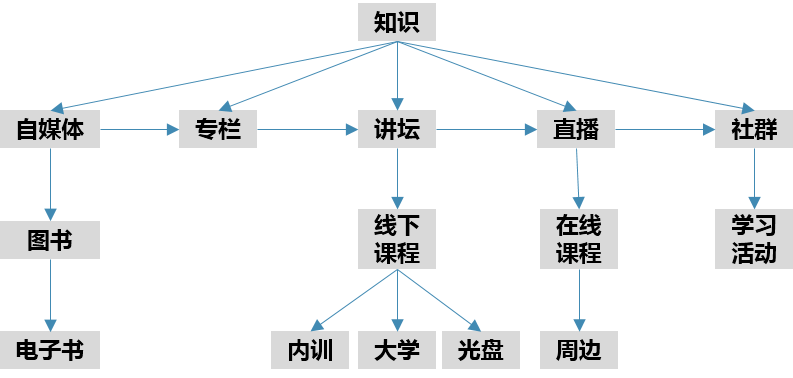 知识
自媒体
专栏
讲坛
直播
社群
图书
线下
课程
在线
课程
学习
活动
电子书
内训
大学
光盘
周边